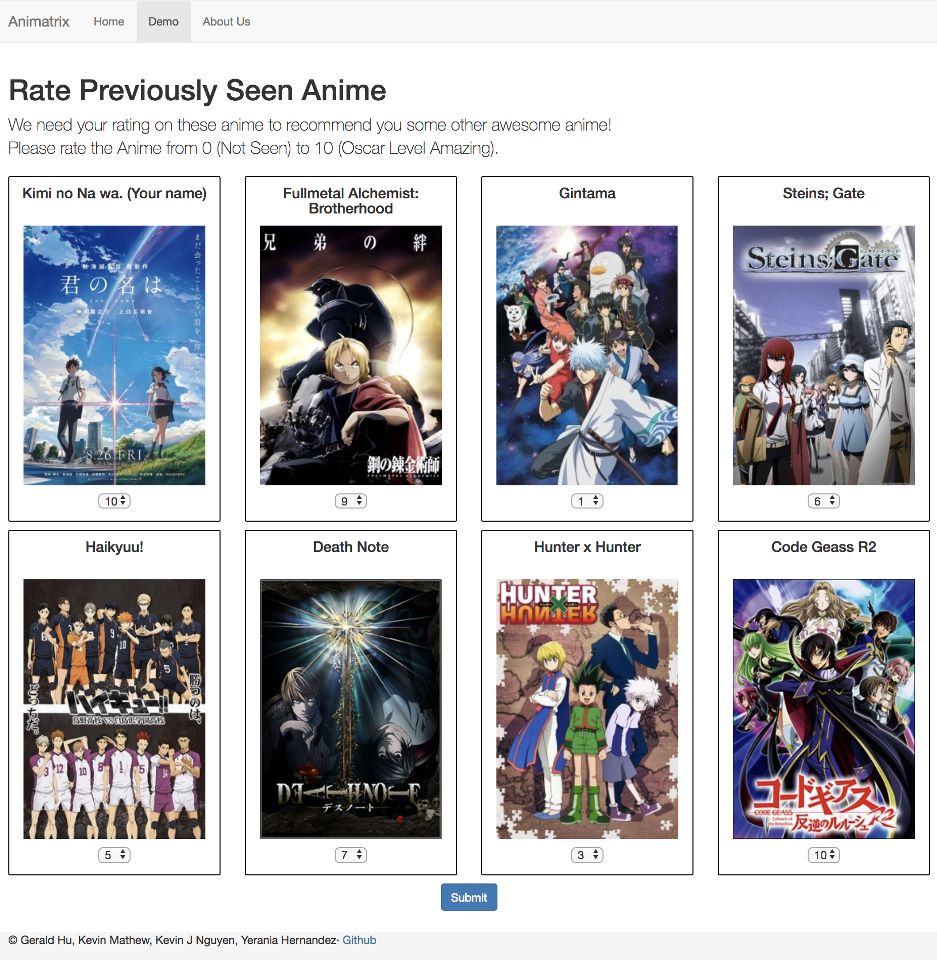 Animatrix Home Demo About Us
Rate Previously Seen Anime
We need your rating on these anime to recommend you some other awesome anime!
Please rate the Anime from 0 (Not Seen) to 10 (Oscar Level Amazing).
Kimi no Na wa. (Your name)
君の名は
8.26 FRI
10
Fullmetal Alchemist:
Brotherhood
兄弟の絆
鋼の錬金術師
FULLMETAL ALCHEMIST
9
Gintama
1
Steins; Gate
Steins;Gate
6
Haikyuu!
ハイキュー!!
5
Death Note
DEATH NOTE
デスノート
7
Hunter x Hunter
HUNTER
HUNTER
3
Code Geass R2
コードギアス
CODE GEASS
反逆のルルーシュ R2
10
Submit
© Gerald Hu, Kevin Mathew, Kevin J Nguyen, Yerania Hernandez· Github